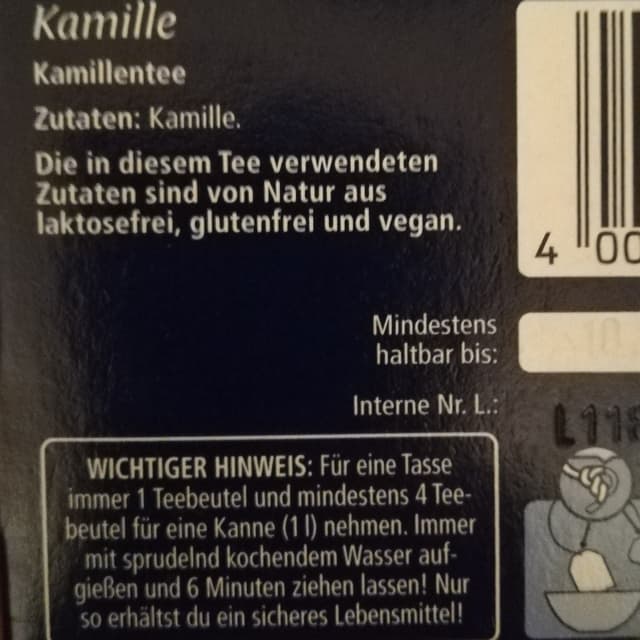 Kamille
Kamillentee
Zutaten: Kamille.
Die in diesem Tee verwendeten
Zutaten sind von Natur aus
laktosefrei, glutenfrei und vegan.
4 00
Mindestens
haltbar bis:
Interne Nr. L.:
L118
WICHTIGER HINWEIS: Für eine Tasse
immer 1 Teebeutel und mindestens 4 Tee-
beutel für eine Kanne (1 l) nehmen. Immer
mit sprudelnd kochendem Wasser auf-
gießen und 6 Minuten ziehen lassen! Nur
so erhältst du ein sicheres Lebensmittel!